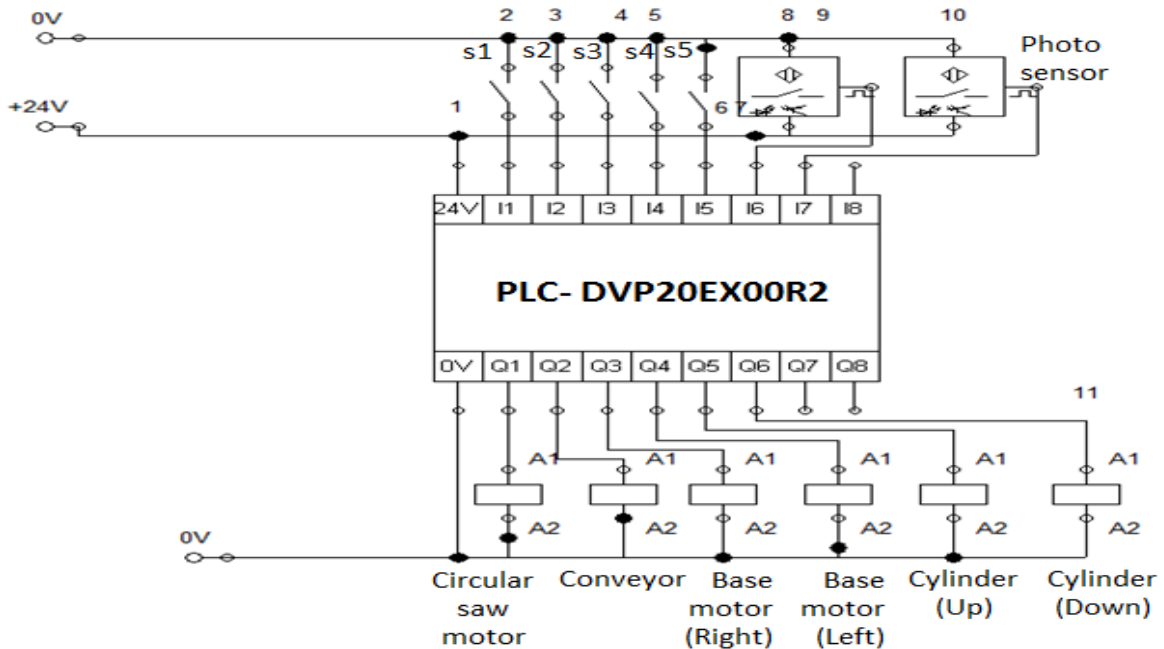 0V
2 3 4 5 8 9 10
s1 s2 s3 s4 s5
Photo
sensor
+24V
1
6 7
24V I1 I2 I3 I4 I5 I6 I7 I8
PLC- DVP20EX00R2
0V Q1 Q2 Q3 Q4 Q5 Q6 Q7 Q8
11
A1 A1 A1 A1 A1 A1
A2 A2 A2 A2 A2 A2
0V
Circular
saw
motor
Conveyor
Base
motor
(Right)
Base
motor
(Left)
Cylinder
(Up)
Cylinder
(Down)